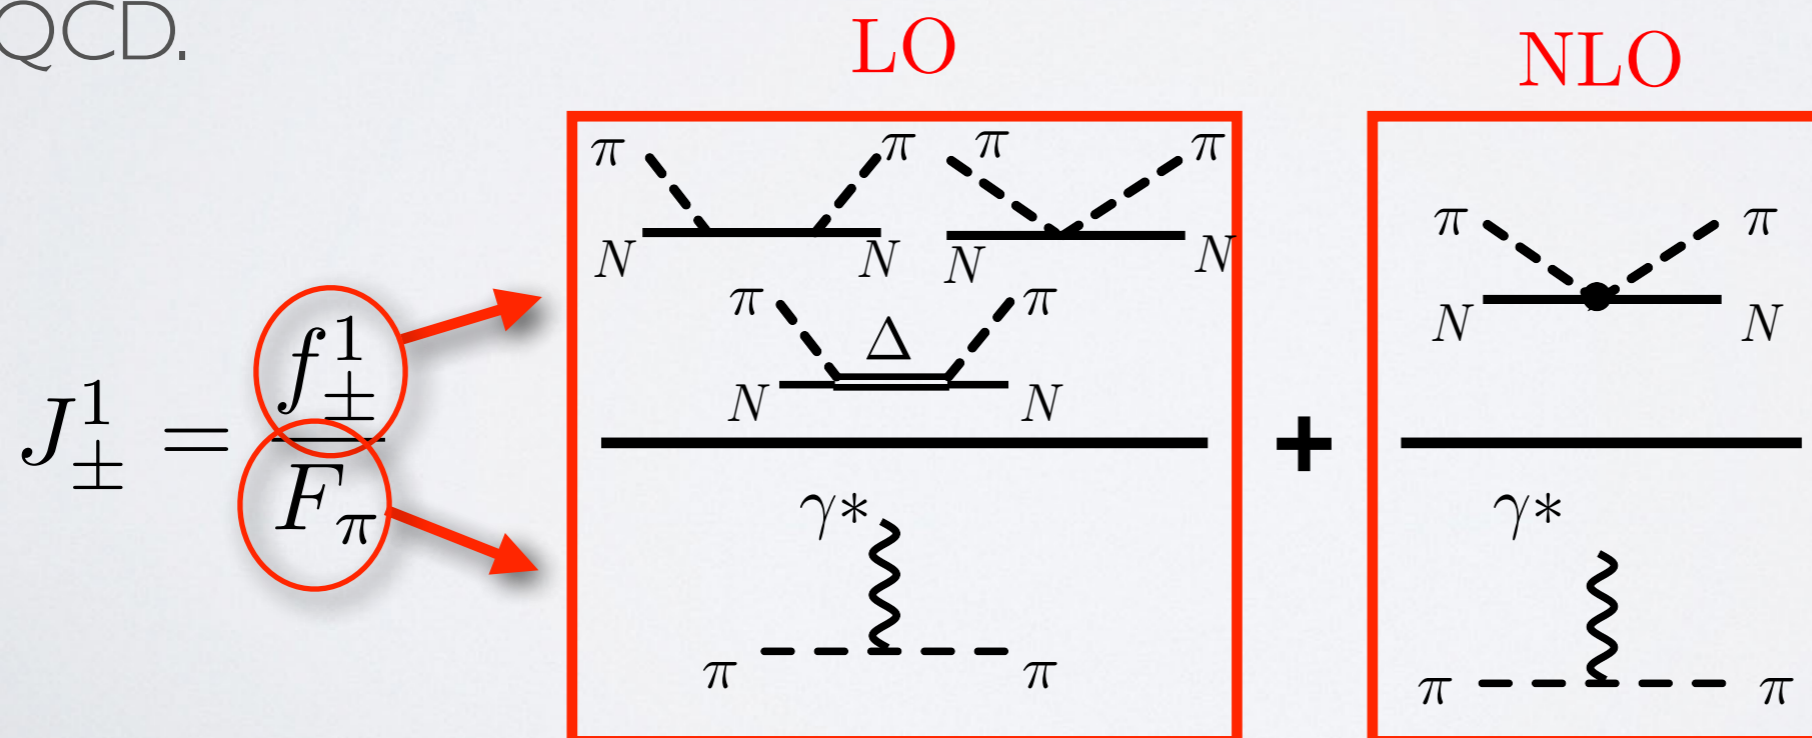 QCD.
LO
NLO
π π π π
N N N N
π Δ π
N N
π π
N N
J^1_± = f^1_± / F_π
+
γ*
π π
γ*
π π